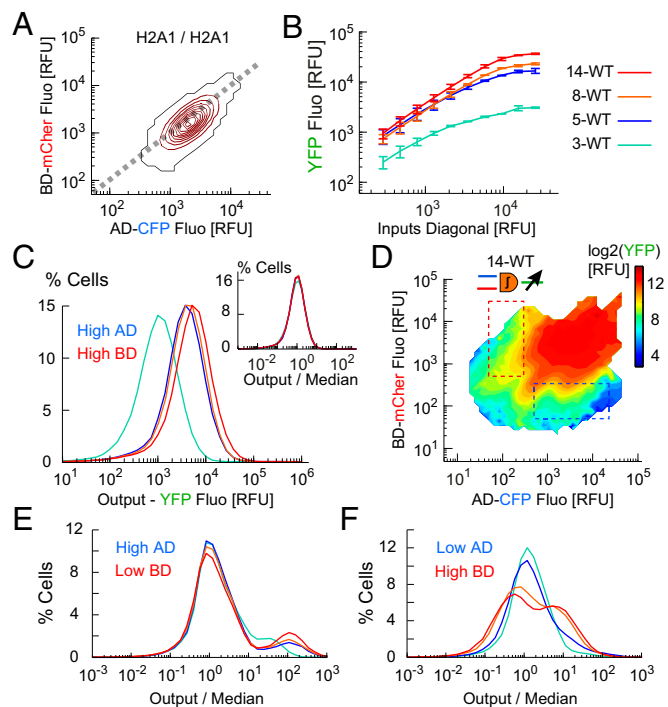 A
H2A1 / H2A1
BD-mCher Fluo [RFU]
10^5
10^4
10^3
10^2
10^2
10^3
10^4
AD-CFP Fluo [RFU]
B
YFP Fluo [RFU]
10^5
10^4
10^3
10^2
10^3
10^4
Inputs Diagonal [RFU]
14-WT
8-WT
5-WT
3-WT
C
% Cells
15
10
5
0
High AD
High BD
10^1
10^2
10^3
10^4
10^5
10^6
Output - YFP Fluo [RFU]
% Cells
16
12
8
4
0
10^-2
10^0
10^2
Output / Median
D
14-WT
∫
log2(YFP)
[RFU]
12
10
8
6
4
BD-mCher Fluo [RFU]
10^5
10^4
10^3
10^2
10^1
10^2
10^3
10^4
10^5
AD-CFP Fluo [RFU]
E
% Cells
12
8
4
0
High AD
Low BD
10^-3
10^-2
10^-1
10^0
10^1
10^2
10^3
Output / Median
F
% Cells
12
8
4
0
Low AD
High BD
10^-3
10^-2
10^-1
10^0
10^1
10^2
10^3
Output / Median